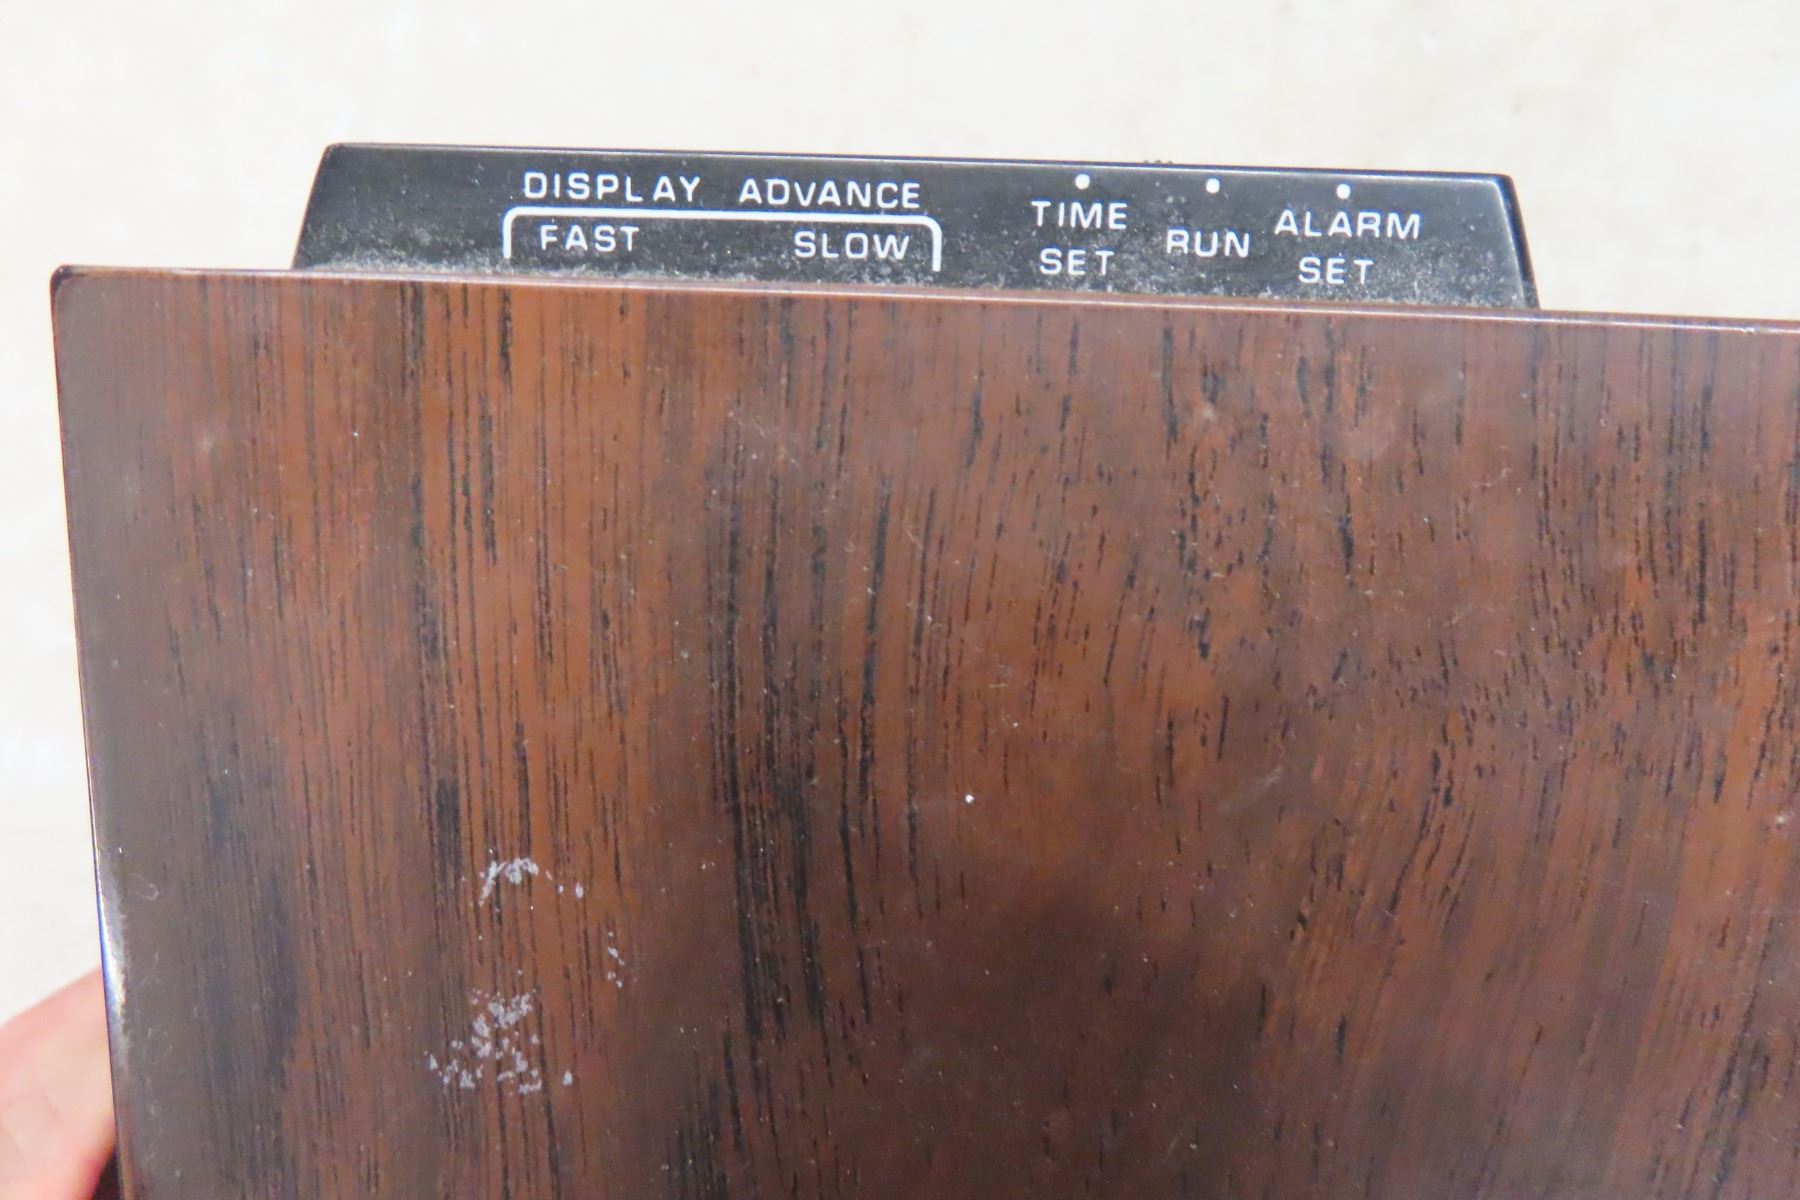 DISPLAY ADVANCE
FAST SLOW
TIME SET
RUN
ALARM SET